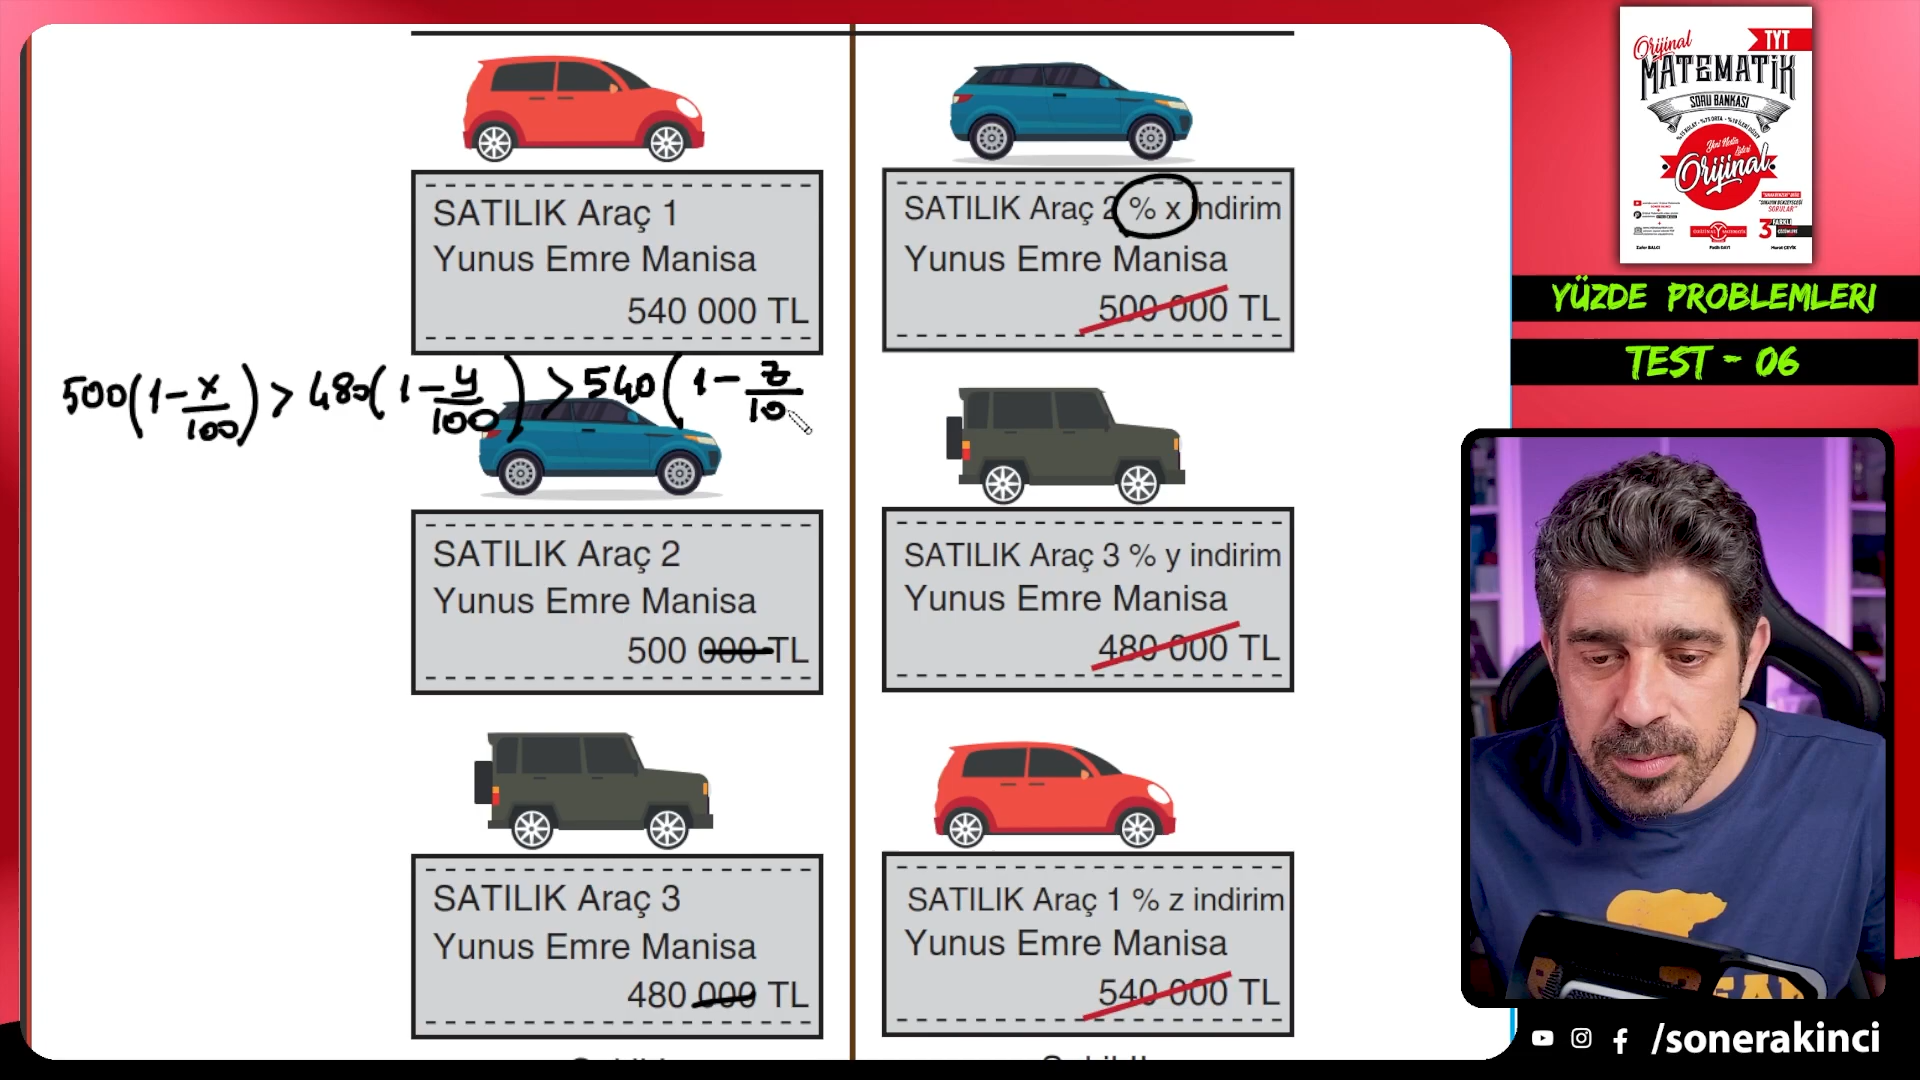 SATILIK Araç 1
Yunus Emre Manisa
540 000 TL
500(1-x/100) > 480(1-y/100) > 540(1-z/10
SATILIK Araç 2
Yunus Emre Manisa
500 000 TL
SATILIK Araç 3
Yunus Emre Manisa
480 000 TL
SATILIK Araç 2 % x indirim
Yunus Emre Manisa
500 000 TL
SATILIK Araç 3 % y indirim
Yunus Emre Manisa
480 000 TL
SATILIK Araç 1 % z indirim
Yunus Emre Manisa
540 000 TL
Orijinal
TYT
MATEMATİK
SORU BANKASI
Orijinal
YÜZDE PROBLEMLERI
TEST - 06
/sonerakinci